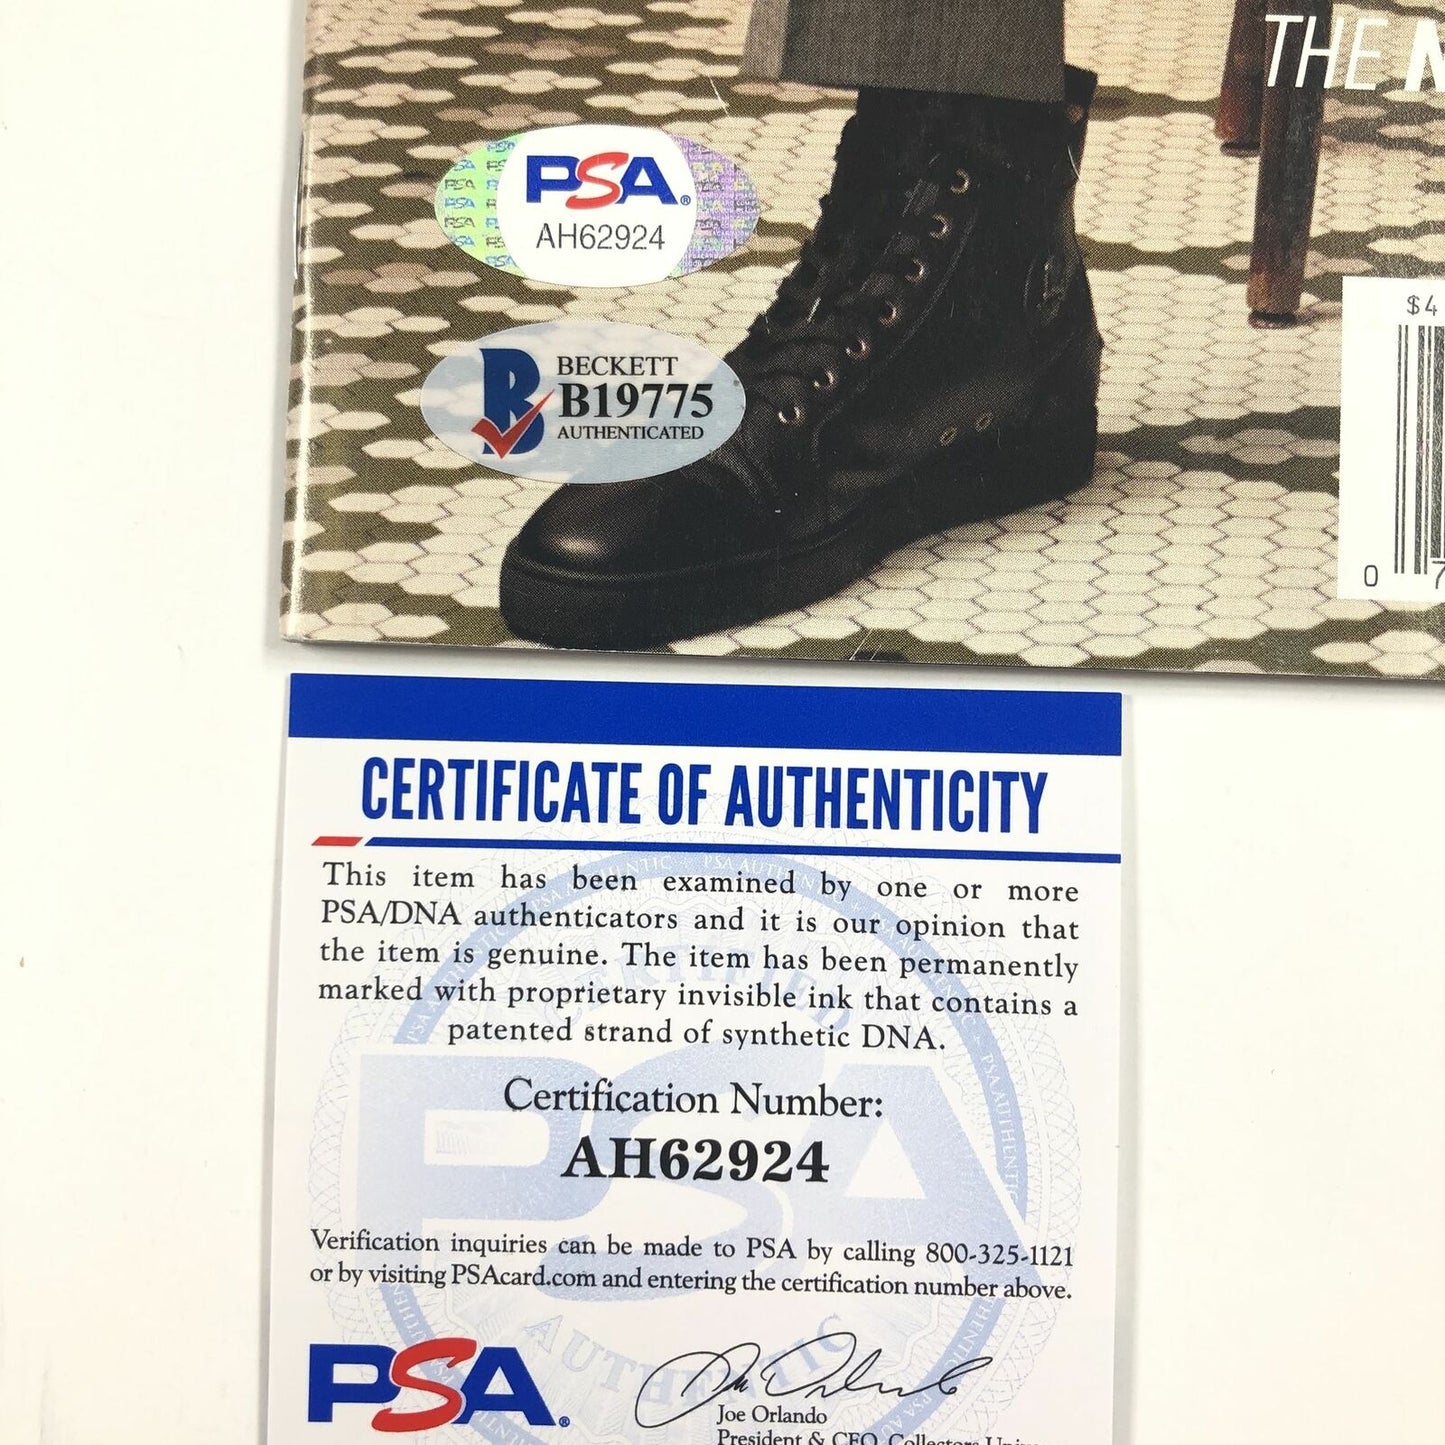 THE
PSA®
AH62924
BECKETT
B19775
AUTHENTICATED
$4
0 7
CERTIFICATE OF AUTHENTICITY
This item has been examined by one or more
PSA/DNA authenticators and it is our opinion that
the item is genuine. The item has been permanently
marked with proprietary invisible ink that contains a
patented strand of synthetic DNA.
Certification Number:
AH62924
Verification inquiries can be made to PSA by calling 800-325-1121
or by visiting PSAcard.com and entering the certification number above.
PSA®
Joe Orlando
President & CEO, Collectors